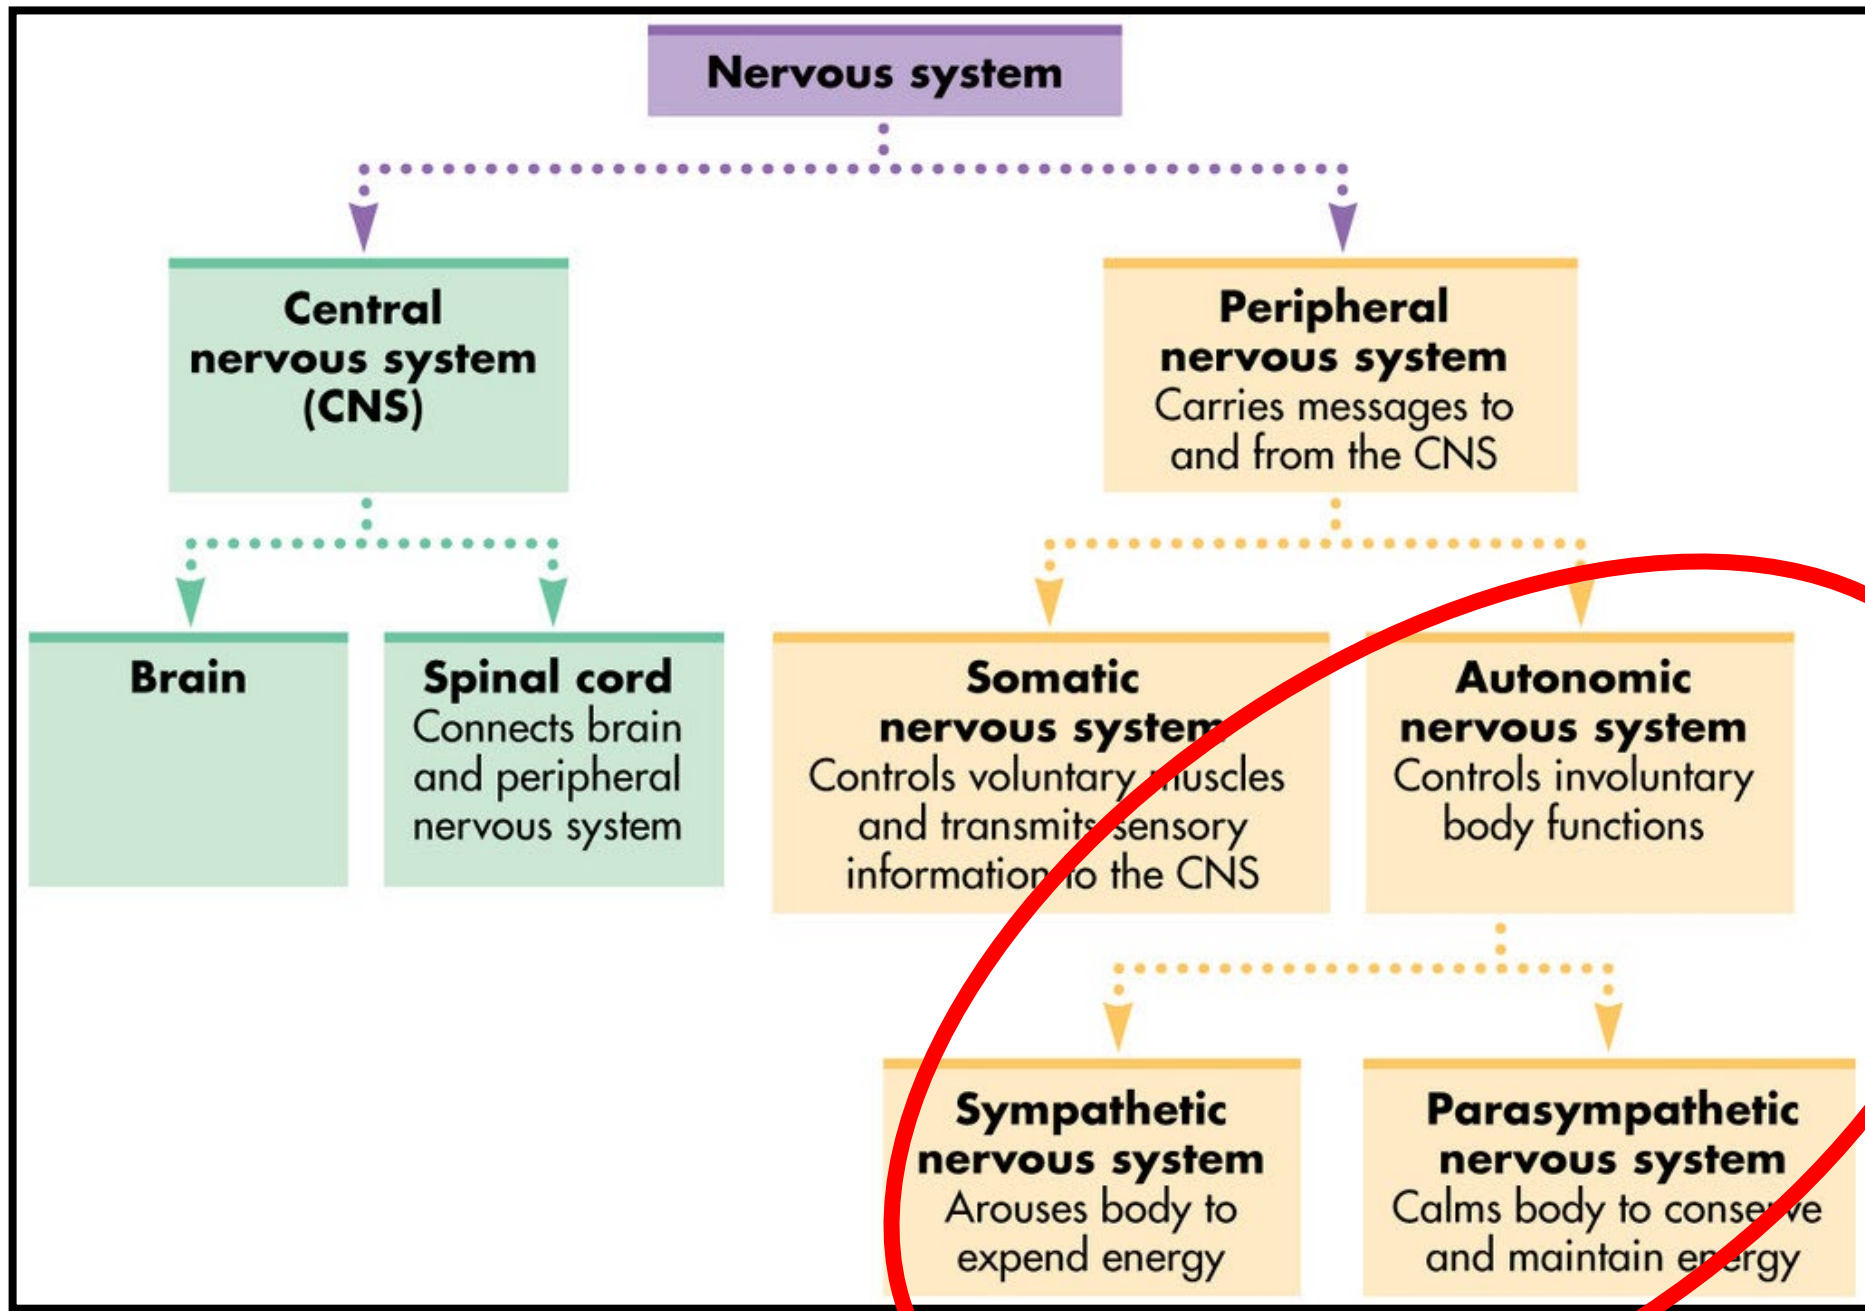 Nervous system
Central
nervous system
(CNS)
Peripheral
nervous system
Carries messages to
and from the CNS
Brain
Spinal cord
Connects brain
and peripheral
nervous system
Somatic
nervous system
Controls voluntary muscles
and transmits sensory
information to the CNS
Autonomic
nervous system
Controls involuntary
body functions
Sympathetic
nervous system
Arouses body to
expend energy
Parasympathetic
nervous system
Calms body to conserve
and maintain energy